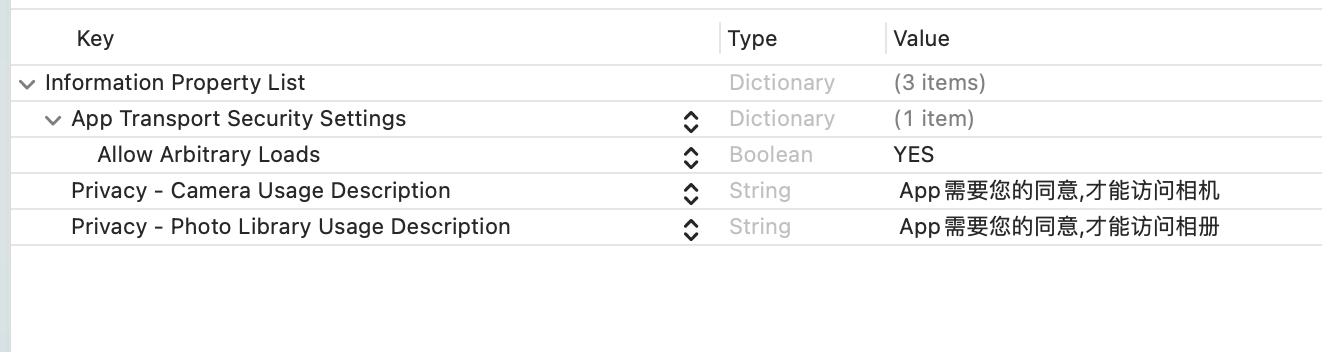 Key Type Value
Information Property List Dictionary (3 items)
App Transport Security Settings Dictionary (1 item)
Allow Arbitrary Loads Boolean YES
Privacy - Camera Usage Description String App需要您的同意,才能访问相机
Privacy - Photo Library Usage Description String App需要您的同意,才能访问相册